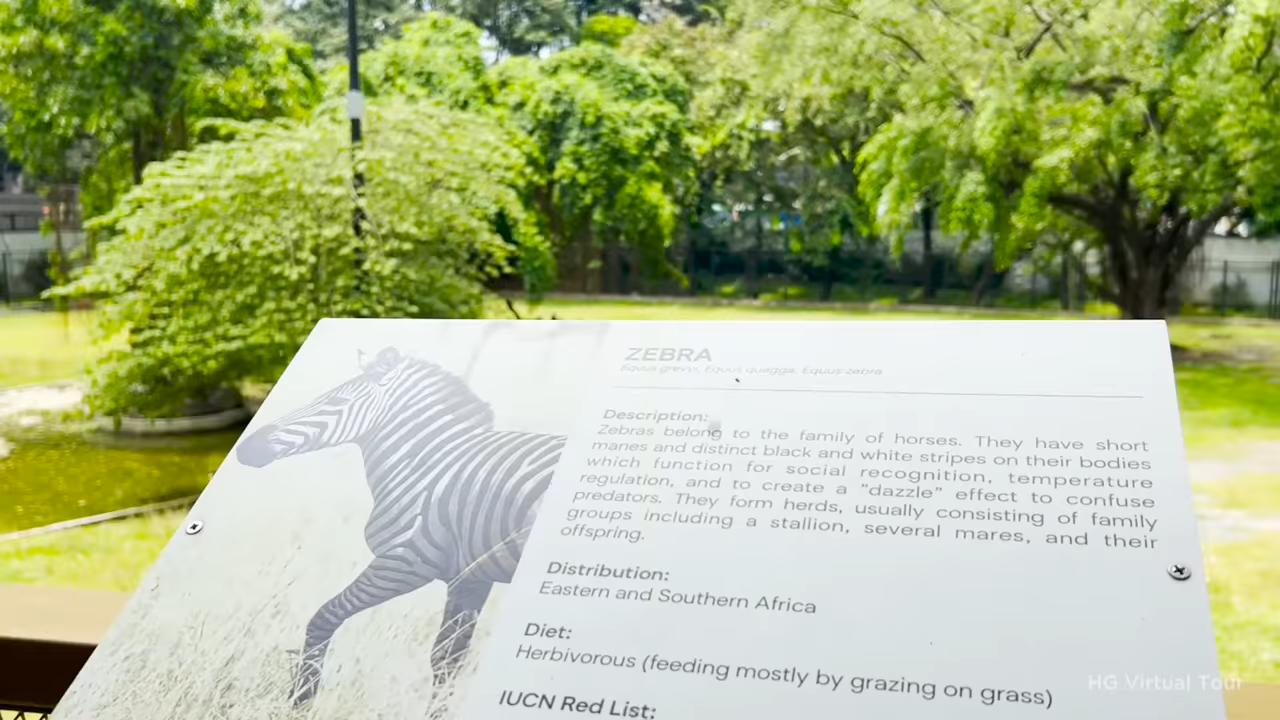 ZEBRA
Equus grevyi, Equus quagga, Equus zebra
Description:
Zebras belong to the family of horses. They have short
manes and distinct black and white stripes on their bodies
which function for social recognition, temperature
regulation, and to create a "dazzle" effect to confuse
predators. They form herds, usually consisting of family
groups including a stallion, several mares, and their
offspring.
Distribution:
Eastern and Southern Africa
Diet:
Herbivorous (feeding mostly by grazing on grass)
IUCN Red List:
HG Virtual Tour